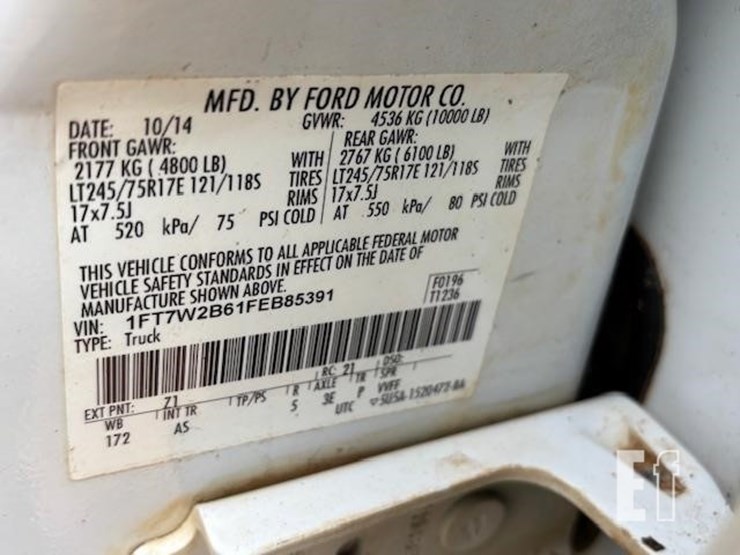 MFD. BY FORD MOTOR CO.
DATE: 10/14 GVWR: 4536 KG (10000 LB)
FRONT GAWR: REAR GAWR:
2177 KG ( 4800 LB) WITH 2767 KG ( 6100 LB) WITH
LT245/75R17E 121/118S TIRES LT245/75R17E 121/118S TIRES
17x7.5J RIMS 17x7.5J RIMS
AT 520 kPa/ 75 PSI COLD AT 550 kPa/ 80 PSI COLD
THIS VEHICLE CONFORMS TO ALL APPLICABLE FEDERAL MOTOR
VEHICLE SAFETY STANDARDS IN EFFECT ON THE DATE OF
MANUFACTURE SHOWN ABOVE.
F0196
T1236
VIN: 1FT7W2B61FEB85391
TYPE: Truck
RC: 21 DSO:
EXT PNT: Z1
WB INT TR TP/PS R AXLE TR SPR
172 AS 5 3E P VVFF
UTC
Ef